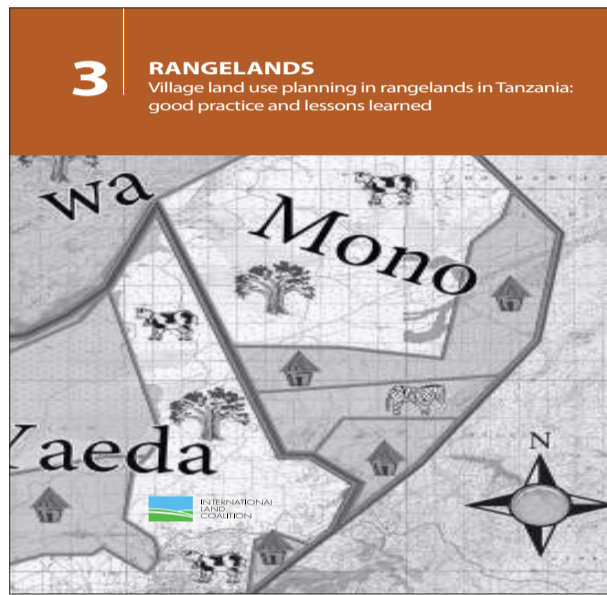 3
RANGELANDS
Village land use planning in rangelands in Tanzania:
good practice and lessons learned
wa
Mono
Yaeda
N
INTERNATIONAL
LAND
COALITION